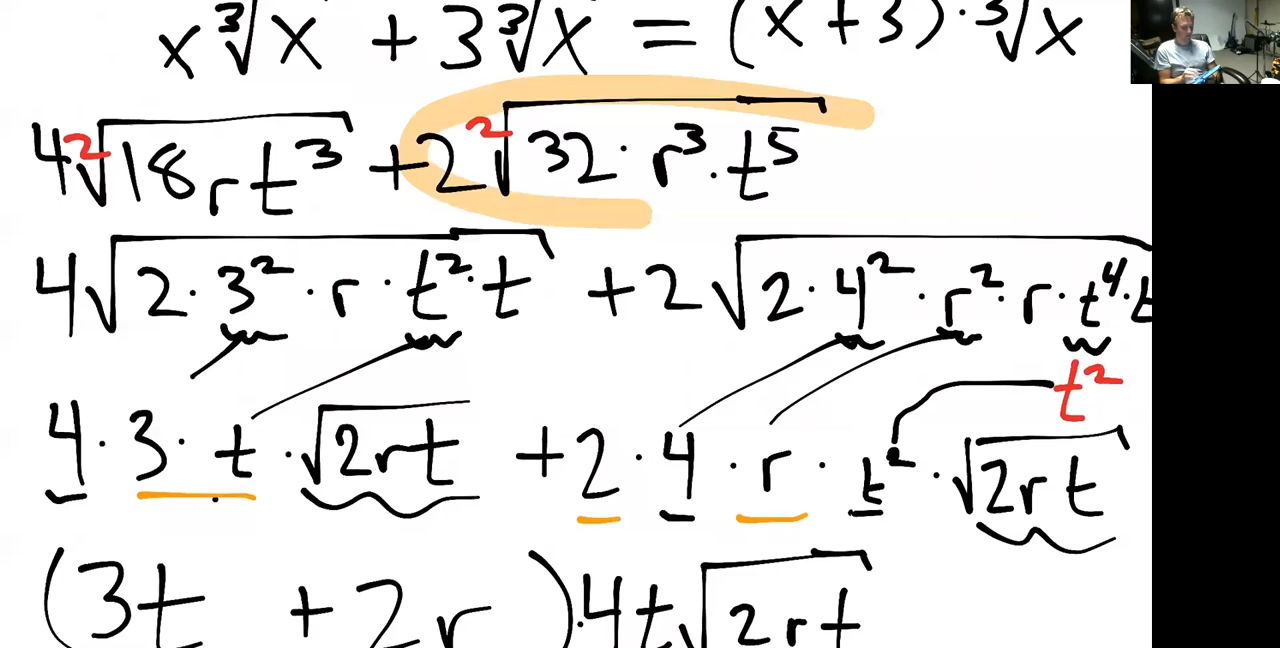 x∛x + 3∛x = (x+3)·∛x
4²√18rt³ + 2²√32·r³·t⁵
4√2·3²·r·t²·t + 2√2·4²·r²·r·t⁴·t
t²
4·3·t·√2rt + 2·4·r·t²·√2rt
(3t + 2r)·4t√2rt